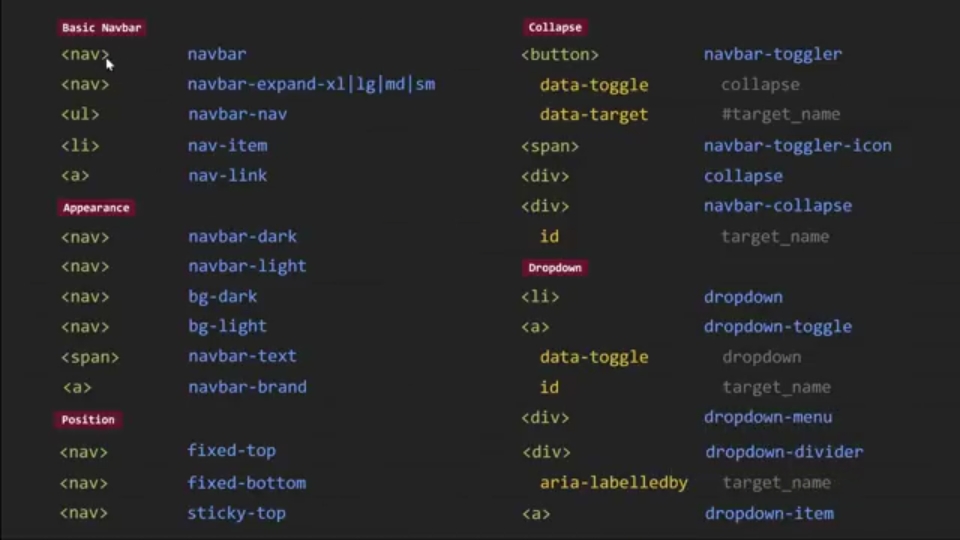 Basic Navbar
<nav> navbar
<nav> navbar-expand-xl|lg|md|sm
<ul> navbar-nav
<li> nav-item
<a> nav-link
Appearance
<nav> navbar-dark
<nav> navbar-light
<nav> bg-dark
<nav> bg-light
<span> navbar-text
<a> navbar-brand
Position
<nav> fixed-top
<nav> fixed-bottom
<nav> sticky-top
Collapse
<button> navbar-toggler
data-toggle collapse
data-target #target_name
<span> navbar-toggler-icon
<div> collapse
<div> navbar-collapse
id target_name
Dropdown
<li> dropdown
<a> dropdown-toggle
data-toggle dropdown
id target_name
<div> dropdown-menu
<div> dropdown-divider
aria-labelledby target_name
<a> dropdown-item